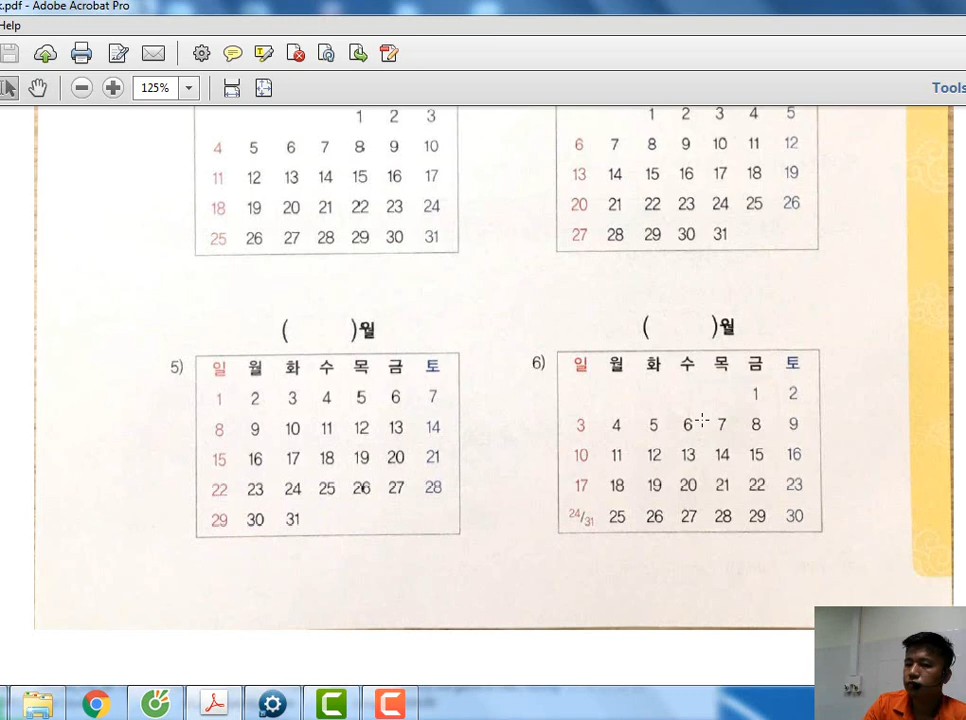 k.pdf - Adobe Acrobat Pro
Help
125%
Tools
1 2 3
4 5 6 7 8 9 10
11 12 13 14 15 16 17
18 19 20 21 22 23 24
25 26 27 28 29 30 31
1 2 3 4 5
6 7 8 9 10 11 12
13 14 15 16 17 18 19
20 21 22 23 24 25 26
27 28 29 30 31
( )월
5) 일 월 화 수 목 금 토
1 2 3 4 5 6 7
8 9 10 11 12 13 14
15 16 17 18 19 20 21
22 23 24 25 26 27 28
29 30 31
( )월
6) 일 월 화 수 목 금 토
1 2
3 4 5 6 7 8 9
10 11 12 13 14 15 16
17 18 19 20 21 22 23
24/31 25 26 27 28 29 30